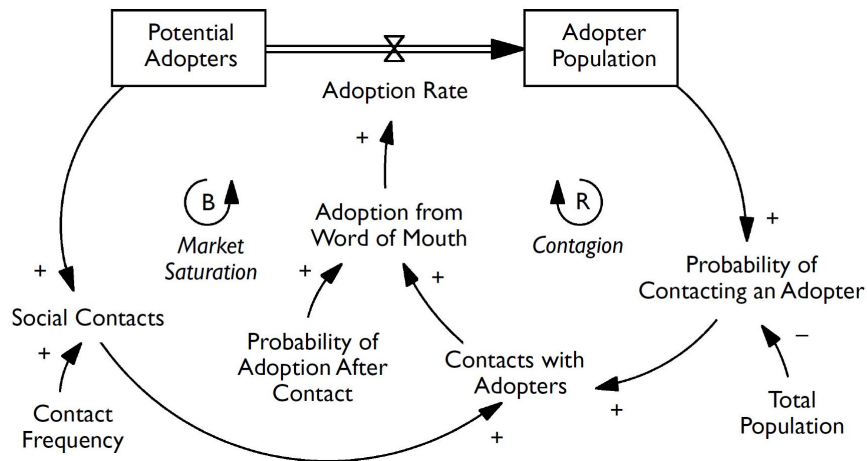 Potential
Adopters
Adopter
Population
Adoption Rate
+
B
Market
Saturation
R
Contagion
Adoption from
Word of Mouth
+
+
+
+
Probability of
Contacting an Adopter
Social Contacts
+
Probability of
Adoption After
Contact
Contacts with
Adopters
–
+
+
Contact
Frequency
Total
Population